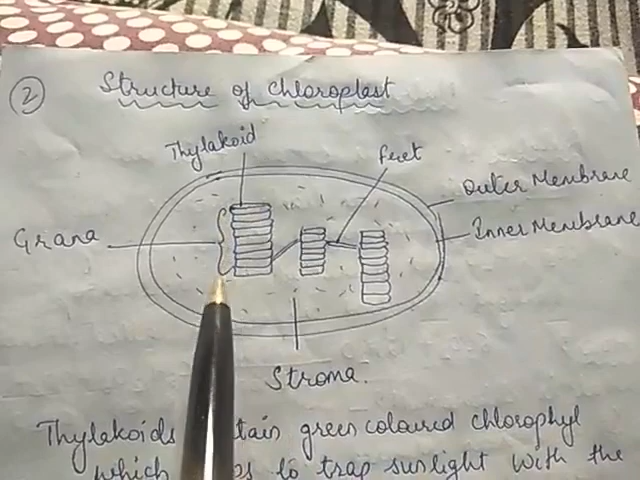 2
Structure of Chloroplast
Thylakoid
fret
Outer Membrane
Grana
Inner Membrane
Stroma.
Thylakoids tain green coloured chlorophyl
which to trap sunlight with the